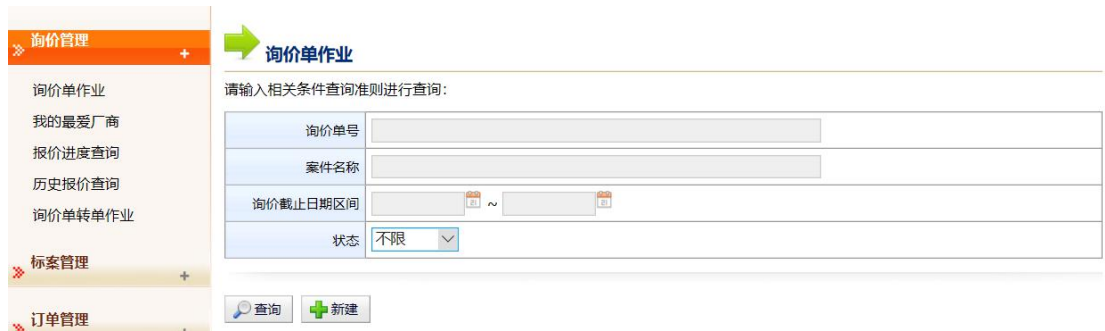 询价管理
询价单作业
我的最爱厂商
报价进度查询
历史报价查询
询价单转单作业
标案管理
订单管理
询价单作业
请输入相关条件查询准则进行查询：
询价单号
案件名称
询价截止日期区间 ~
状态 不限
查询 新建